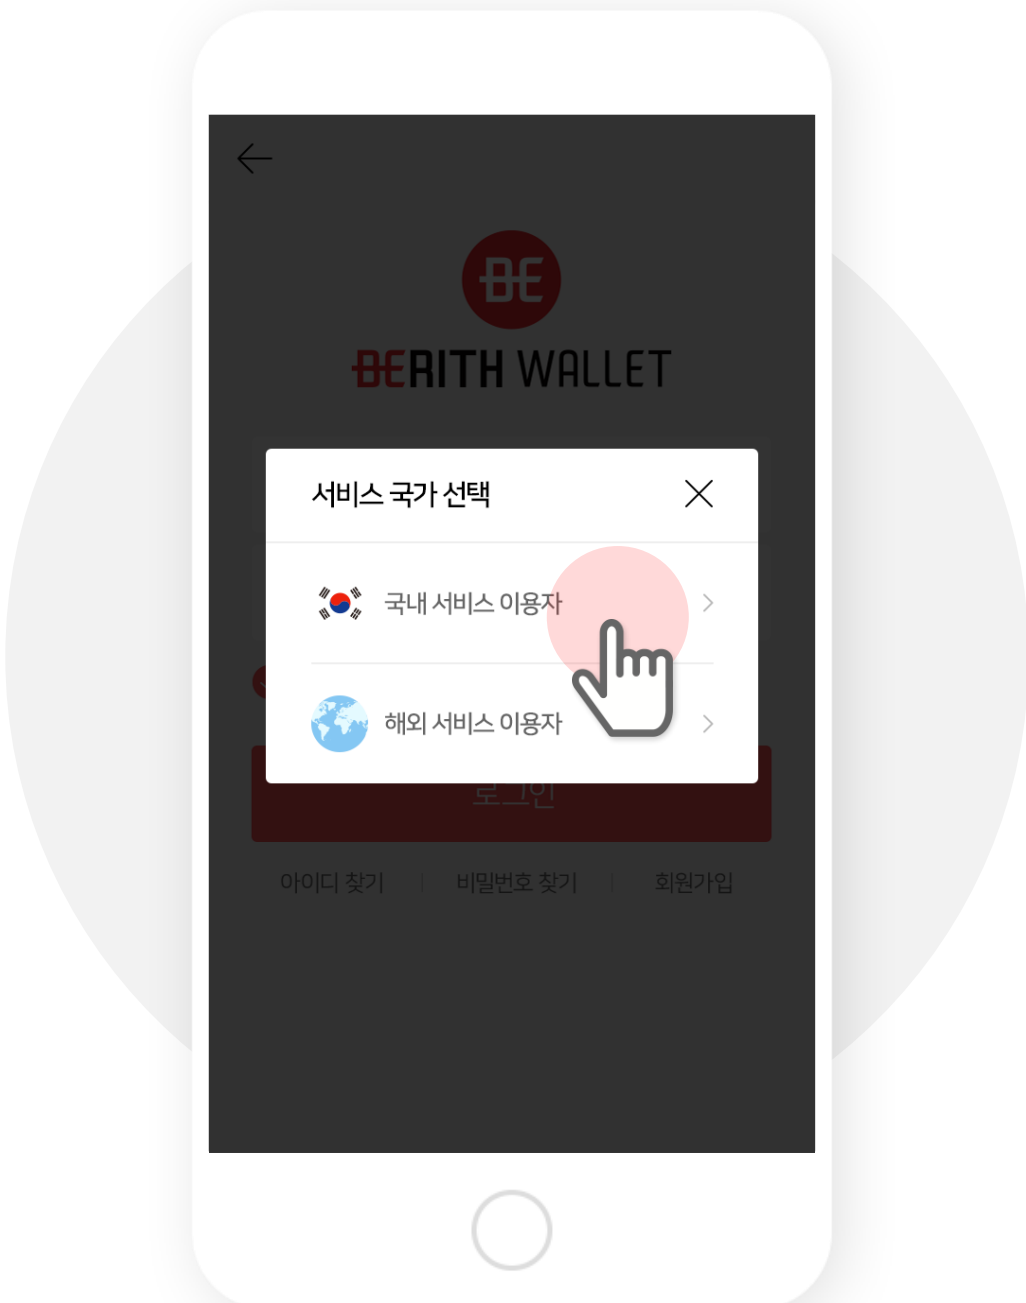 BE
BERITH WALLET
서비스 국가 선택
국내 서비스 이용자
해외 서비스 이용자
로그인
아이디 찾기 비밀번호 찾기 회원가입